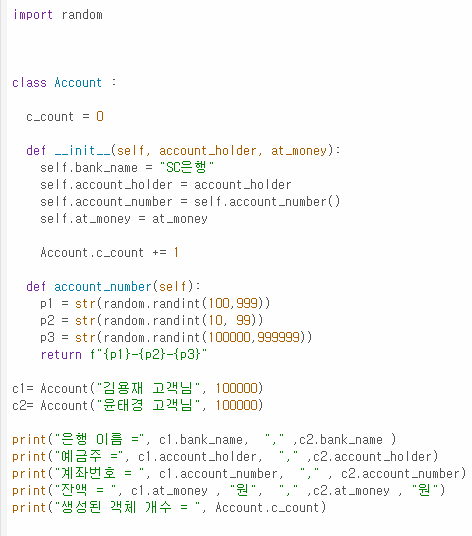 import random
class Account :
c_count = 0
def __init__(self, account_holder, at_money):
self.bank_name = "SC은행"
self.account_holder = account_holder
self.account_number = self.account_number()
self.at_money = at_money
Account.c_count += 1
def account_number(self):
p1 = str(random.randint(100,999))
p2 = str(random.randint(10, 99))
p3 = str(random.randint(100000,999999))
return f"{p1}-{p2}-{p3}"
c1= Account("김용재 고객님", 100000)
c2= Account("윤태경 고객님", 100000)
print("은행 이름 =", c1.bank_name,  "," ,c2.bank_name )
print("예금주 =", c1.account_holder,  "," ,c2.account_holder)
print("계좌번호 = ", c1.account_number,  "," , c2.account_number)
print("잔액 = ", c1.at_money , "원",  "," ,c2.at_money , "원")
print("생성된 객체 개수 = ", Account.c_count)